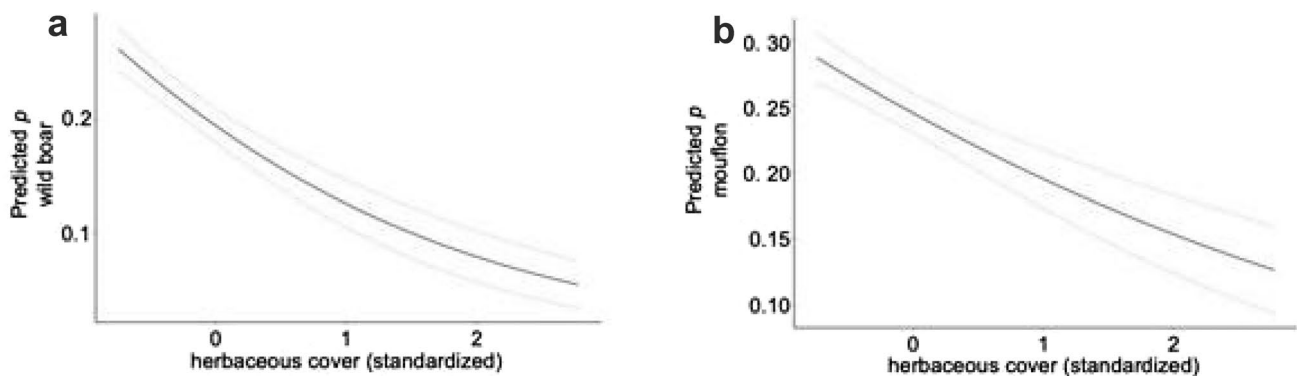 a
Predicted p
wild boar
0.2
0.1
0
1
2
herbaceous cover (standardized)
b
Predicted p
mouflon
0. 30
0.25
0. 20
0.15
0.10
0
1
2
herbaceous cover (standardized)